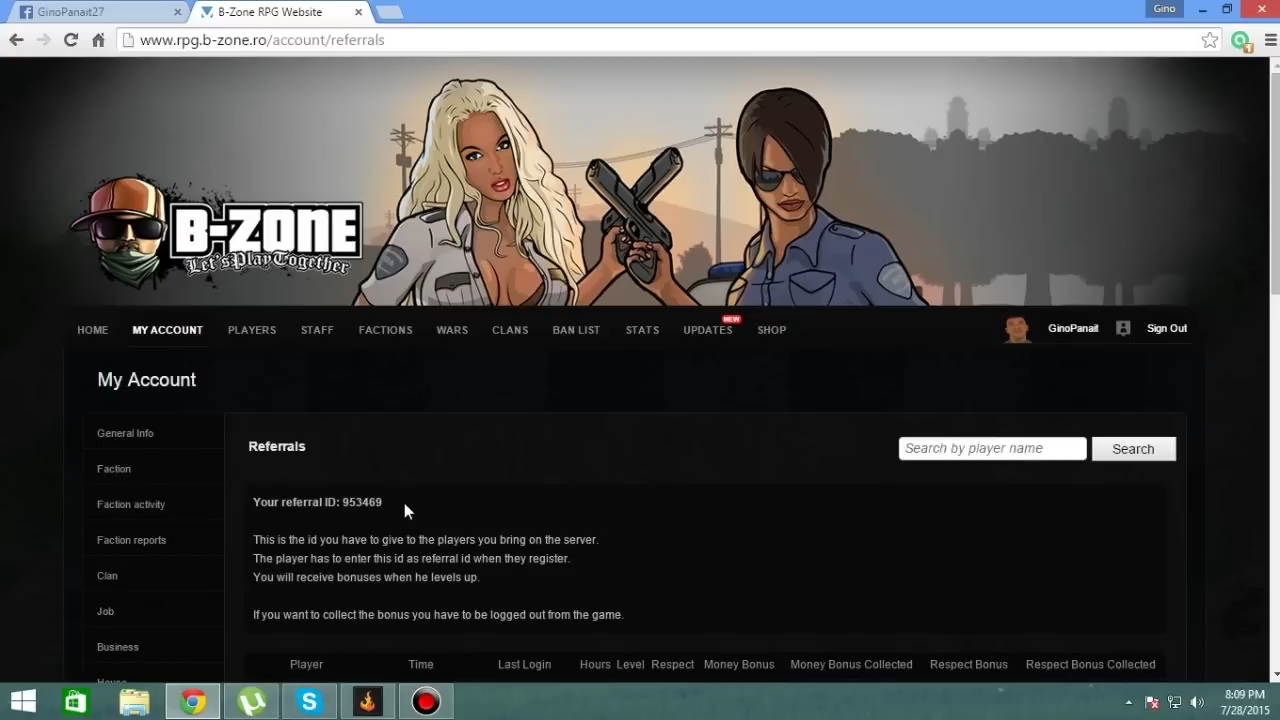 GinoPanait27
B-Zone RPG Website
Gino
www.rpg.b-zone.ro/account/referrals
B-ZONE
Let'sPlayTogether
HOME MY ACCOUNT PLAYERS STAFF FACTIONS WARS CLANS BAN LIST STATS UPDATES NEW SHOP GinoPanait Sign Out
My Account
General Info
Faction
Faction activity
Faction reports
Clan
Job
Business
House
Referrals
Search by player name Search
Your referral ID: 953469
This is the id you have to give to the players you bring on the server.
The player has to enter this id as referral id when they register.
You will receive bonuses when he levels up.
If you want to collect the bonus you have to be logged out from the game.
Player Time Last Login Hours Level Respect Money Bonus Money Bonus Collected Respect Bonus Respect Bonus Collected
8:09 PM
7/28/2015